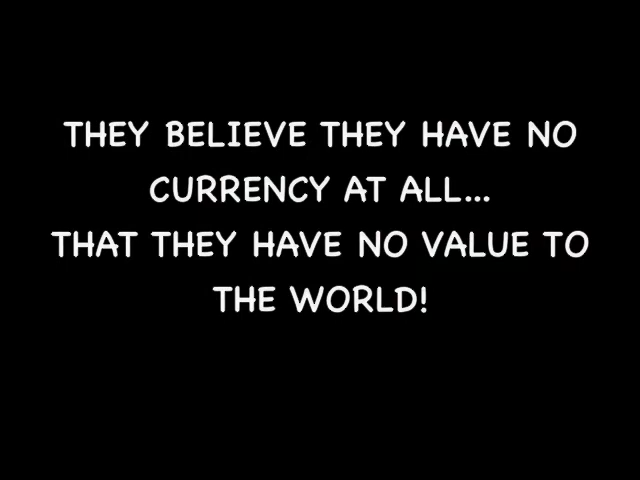 THEY BELIEVE THEY HAVE NO
CURRENCY AT ALL...
THAT THEY HAVE NO VALUE TO
THE WORLD!